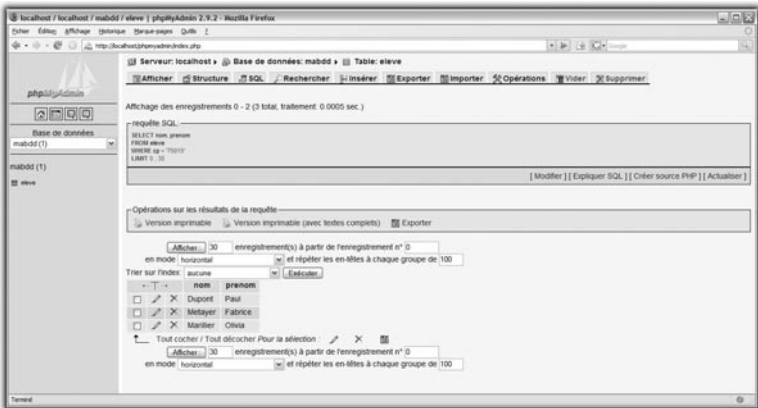 localhost / localhost / mabdd / eleve | phpMyAdmin 2.9.2 - Mozilla Firefox
Fichier Édition Affichage Historique Marque-pages Outils ?
http://localhost/phpmyadmin/index.php
Google
Serveur: localhost ▸ Base de données: mabdd ▸ Table: eleve
Afficher Structure SQL Rechercher Insérer Exporter Importer Opérations Vider Supprimer
phpMyAdmin
Base de données
mabdd (1)
mabdd (1)
eleve
Affichage des enregistrements 0 - 2 (3 total, traitement: 0.0005 sec.)
requête SQL:
SELECT nom, prenom
FROM eleve
WHERE cp = '75015'
LIMIT 0 , 30
[ Modifier ] [ Expliquer SQL ] [ Créer source PHP ] [ Actualiser ]
Opérations sur les résultats de la requête
Version imprimable Version imprimable (avec textes complets) Exporter
Afficher : 30 enregistrement(s) à partir de l'enregistrement n° 0
en mode horizontal et répéter les en-têtes à chaque groupe de 100
Trier sur l'index: aucune Exécuter
nom prenom
Dupont Paul
Metayer Fabrice
Marillier Olivia
Tout cocher / Tout décocher Pour la sélection :
Afficher : 30 enregistrement(s) à partir de l'enregistrement n° 0
en mode horizontal et répéter les en-têtes à chaque groupe de 100
Terminé